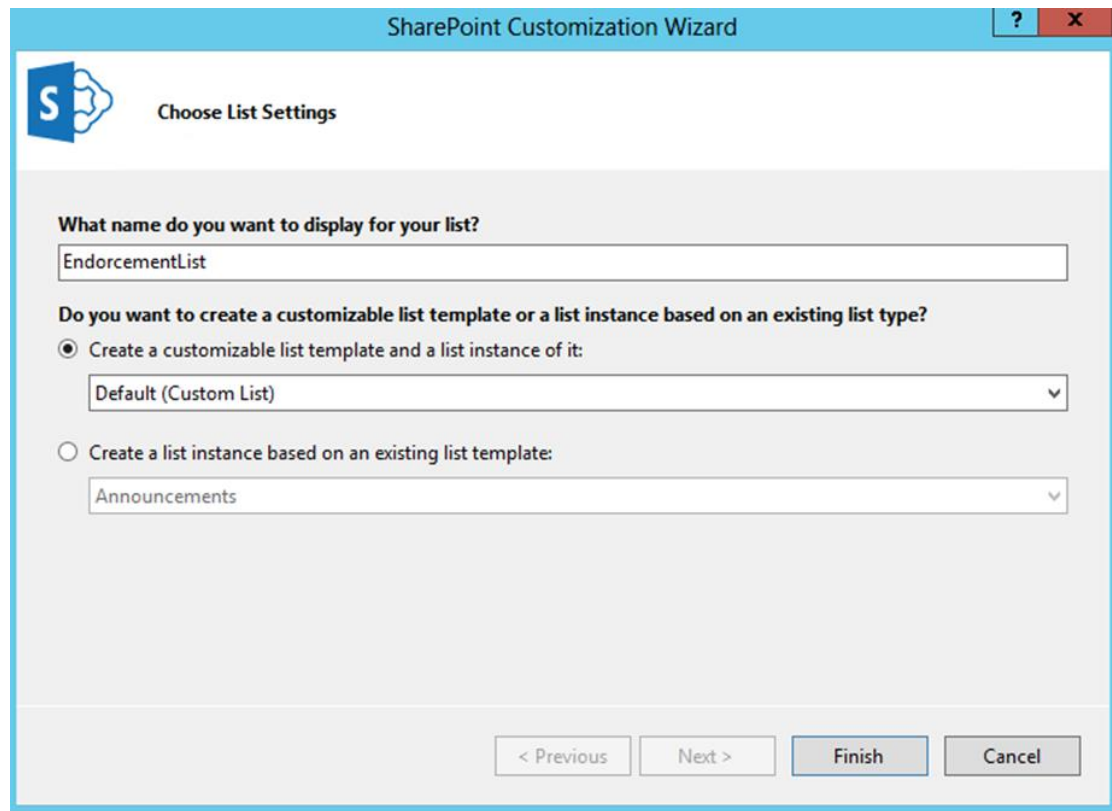 SharePoint Customization Wizard
? x
S
Choose List Settings
What name do you want to display for your list?
EndorcementList
Do you want to create a customizable list template or a list instance based on an existing list type?
Create a customizable list template and a list instance of it:
Default (Custom List)
Create a list instance based on an existing list template:
Announcements
< Previous Next > Finish Cancel